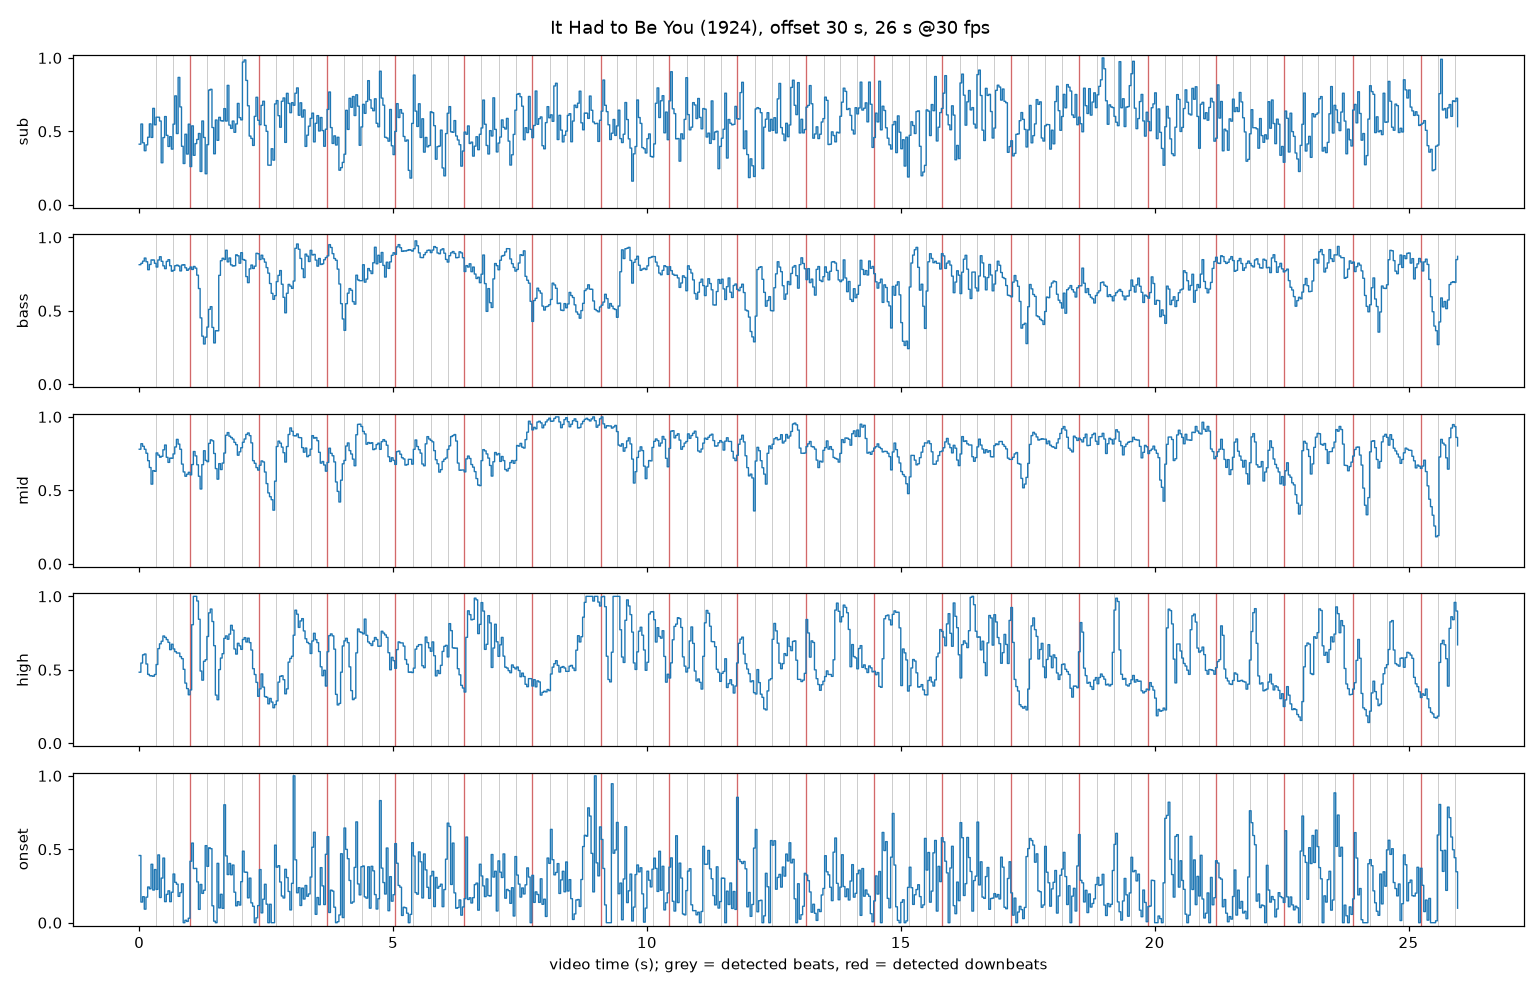 It Had to Be You (1924), offset 30 s, 26 s @30 fps
1.0
0.5
0.0
sub
1.0
0.5
0.0
bass
1.0
0.5
0.0
mid
1.0
0.5
0.0
high
1.0
0.5
0.0
onset
0 5 10 15 20 25
video time (s); grey = detected beats, red = detected downbeats